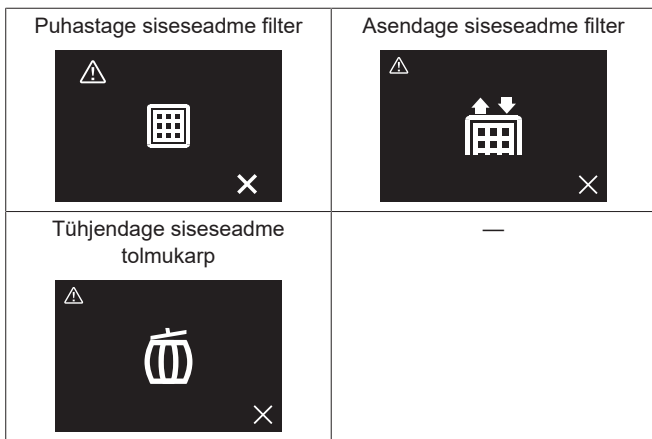 Puhastage siseseadme filter
Asendage siseseadme filter
Tühjendage siseseadme
tolmukarp
—